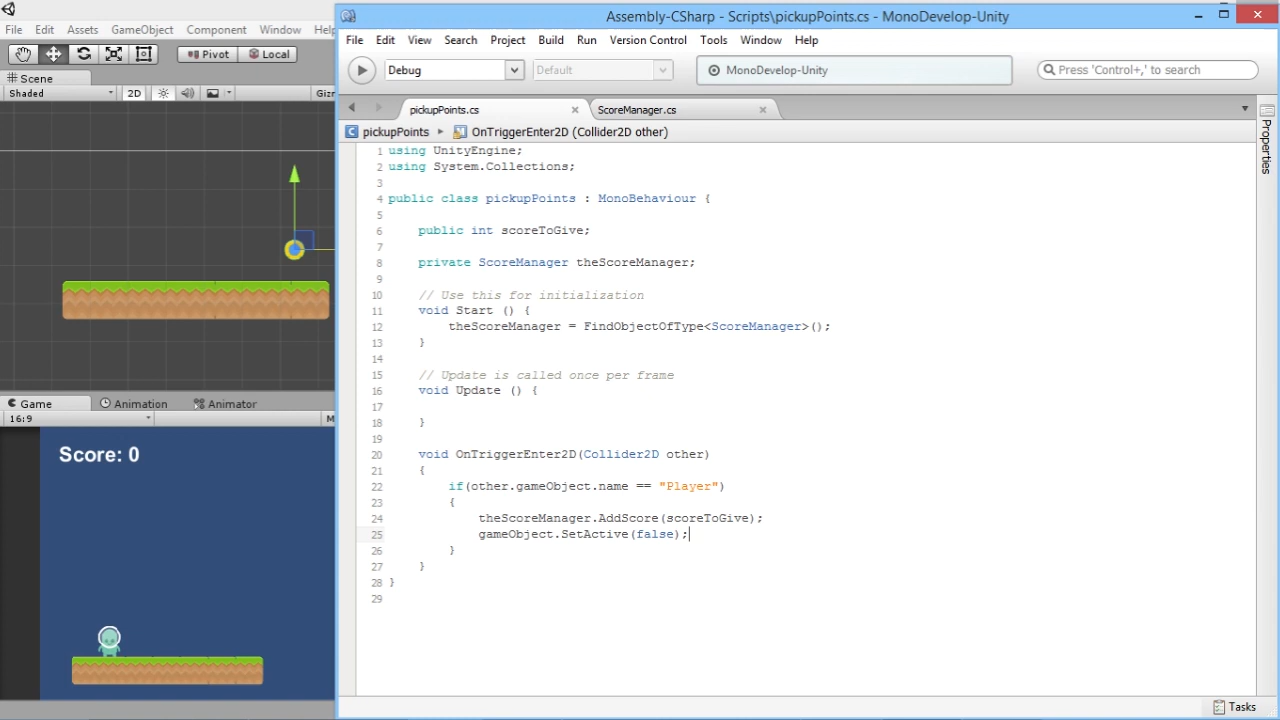 File Edit Assets GameObject Component Window Help
Pivot Local
Scene
Shaded 2D
Game Animation Animator
16:9
Score: 0
Assembly-CSharp - Scripts\pickupPoints.cs - MonoDevelop-Unity
File Edit View Search Project Build Run Version Control Tools Window Help
Debug Default MonoDevelop-Unity Press 'Control+,' to search
pickupPoints.cs ScoreManager.cs
pickupPoints OnTriggerEnter2D (Collider2D other)
1 using UnityEngine;
2 using System.Collections;
3
4 public class pickupPoints : MonoBehaviour {
5
6 public int scoreToGive;
7
8 private ScoreManager theScoreManager;
9
10 // Use this for initialization
11 void Start () {
12 theScoreManager = FindObjectOfType<ScoreManager>();
13 }
14
15 // Update is called once per frame
16 void Update () {
17
18 }
19
20 void OnTriggerEnter2D(Collider2D other)
21 {
22 if(other.gameObject.name == "Player")
23 {
24 theScoreManager.AddScore(scoreToGive);
25 gameObject.SetActive(false);
26 }
27 }
28 }
29
Properties
Tasks